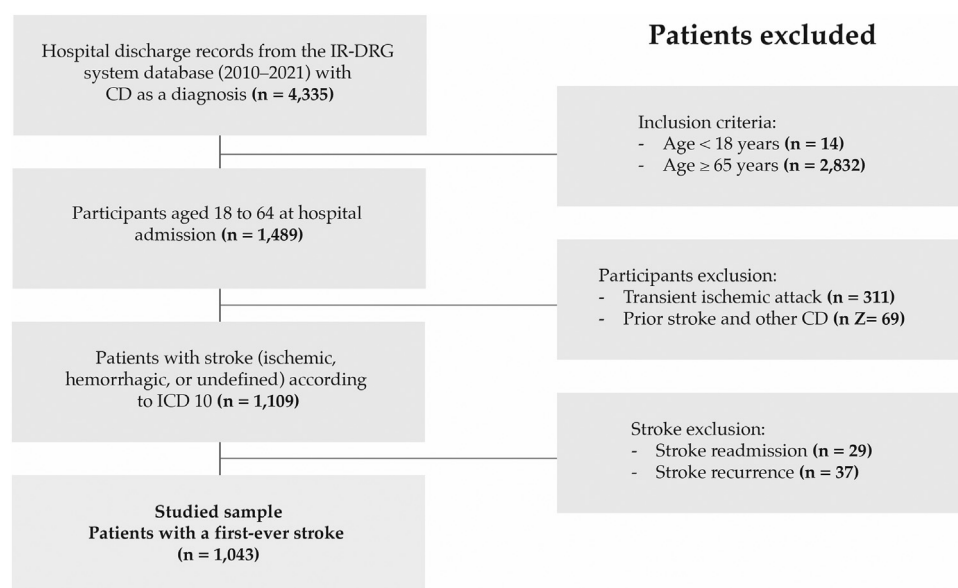 Patients excluded
Hospital discharge records from the IR-DRG
system database (2010–2021) with
CD as a diagnosis (n = 4,335)
Inclusion criteria:
- Age < 18 years (n = 14)
- Age ≥ 65 years (n = 2,832)
Participants aged 18 to 64 at hospital
admission (n = 1,489)
Participants exclusion:
- Transient ischemic attack (n = 311)
- Prior stroke and other CD (n Z= 69)
Patients with stroke (ischemic,
hemorrhagic, or undefined) according
to ICD 10 (n = 1,109)
Stroke exclusion:
- Stroke readmission (n = 29)
- Stroke recurrence (n = 37)
Studied sample
Patients with a first-ever stroke
(n = 1,043)